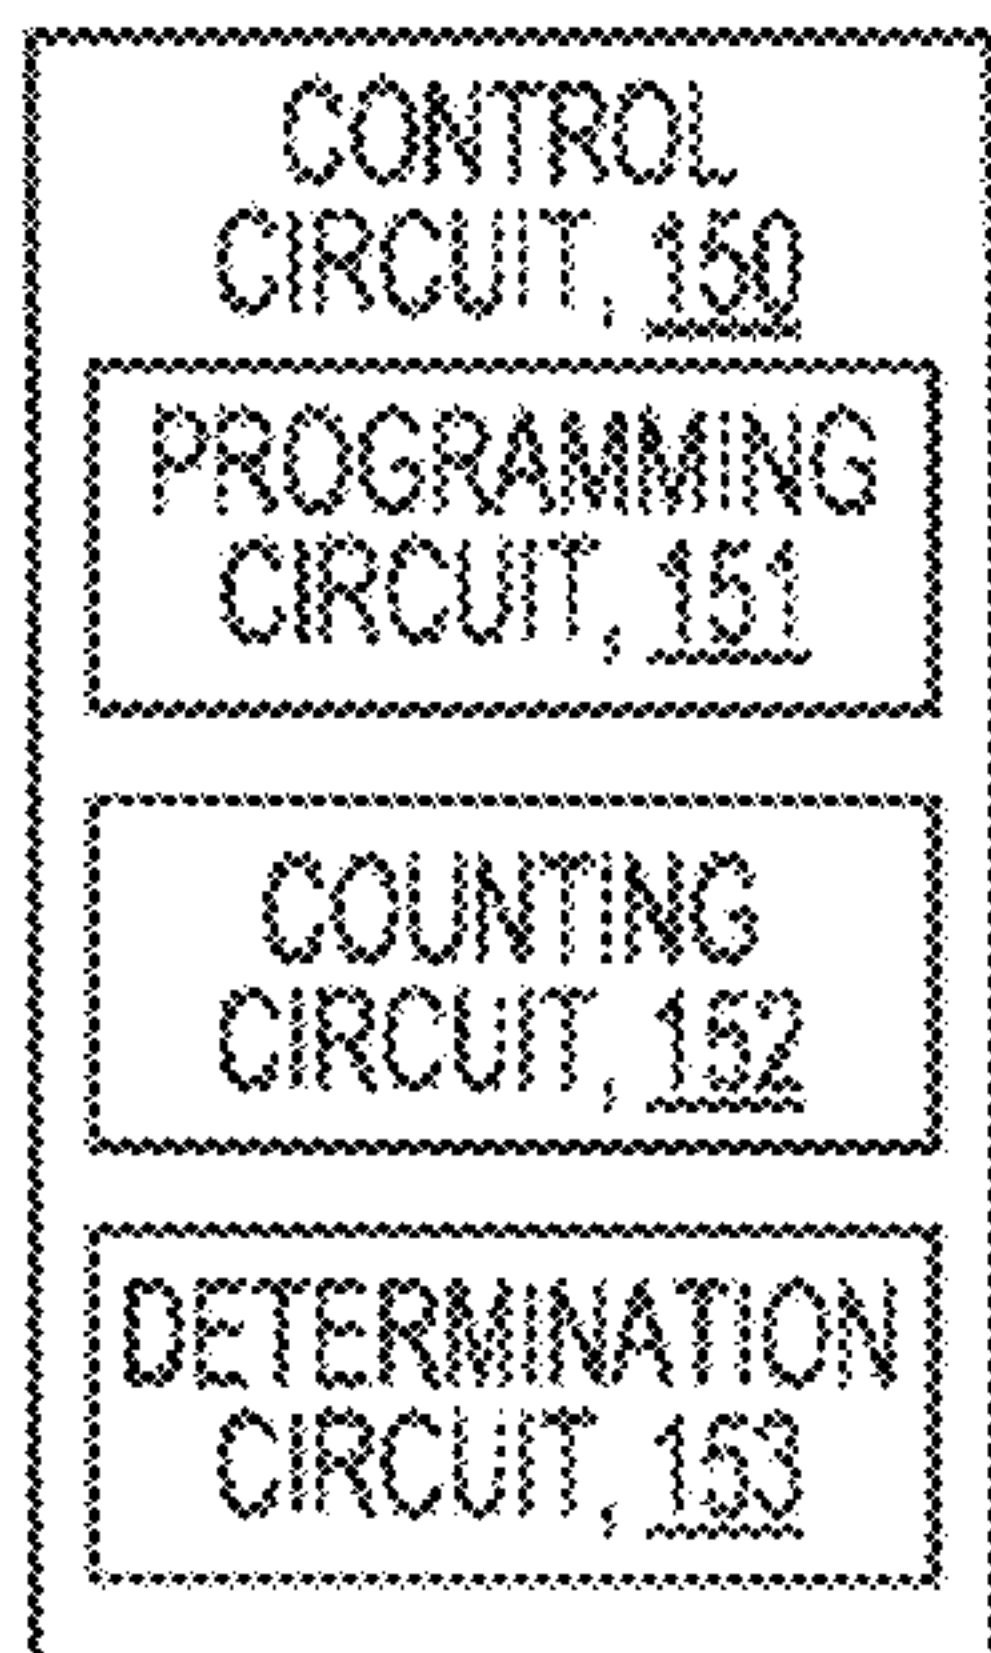 CONTROL
CIRCUIT, 150
PROGRAMMING
CIRCUIT, 151
COUNTING
CIRCUIT, 152
DETERMINATION
CIRCUIT, 153